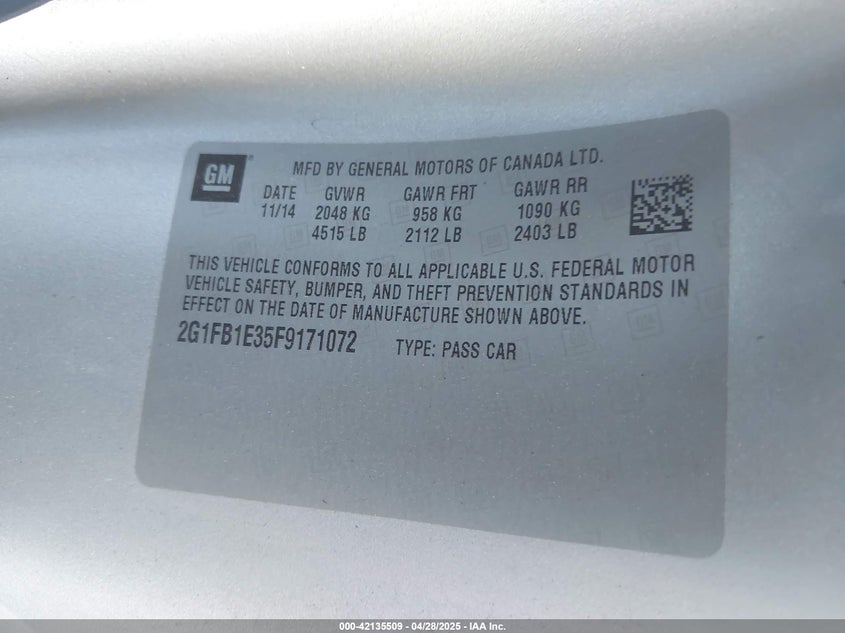 GM ®
MFD BY GENERAL MOTORS OF CANADA LTD.
DATE GVWR GAWR FRT GAWR RR
11/14 2048 KG 958 KG 1090 KG
4515 LB 2112 LB 2403 LB
THIS VEHICLE CONFORMS TO ALL APPLICABLE U.S. FEDERAL MOTOR
VEHICLE SAFETY, BUMPER, AND THEFT PREVENTION STANDARDS IN
EFFECT ON THE DATE OF MANUFACTURE SHOWN ABOVE.
2G1FB1E35F9171072 TYPE: PASS CAR
000-42135509 - 04/28/2025 - IAA Inc.